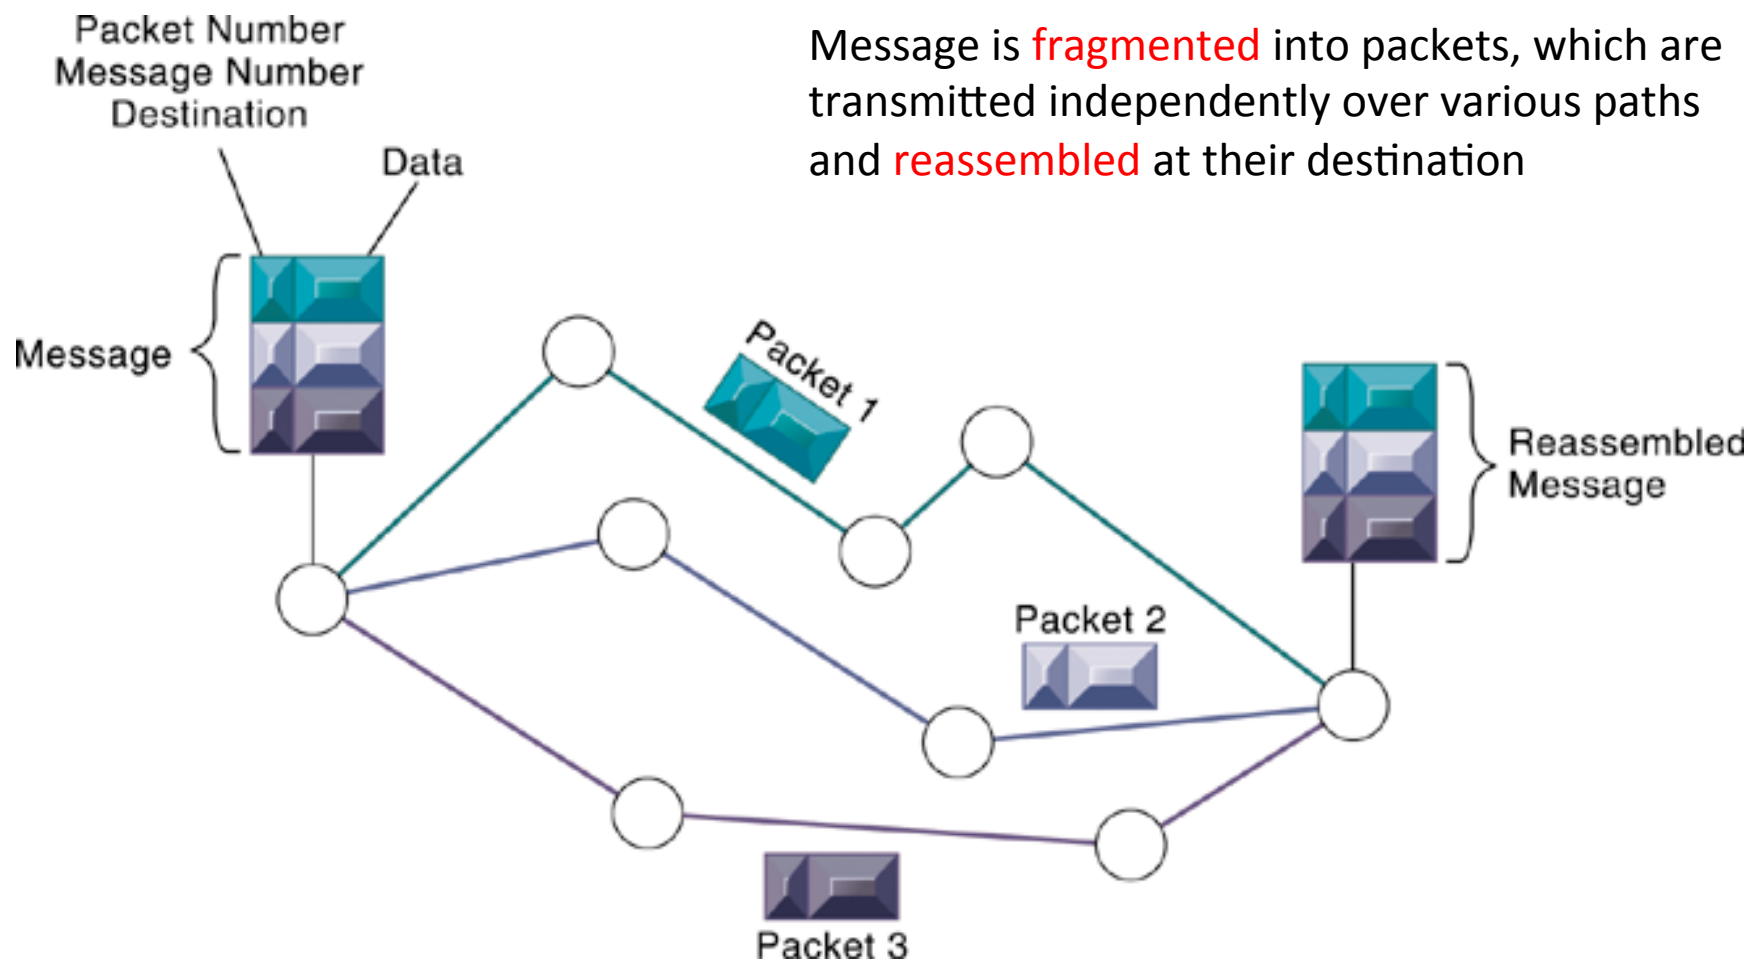 Packet Number
Message Number
Destination
Data
Message is fragmented into packets, which are
transmitted independently over various paths
and reassembled at their destination
Message
Packet 1
Reassembled
Message
Packet 2
Packet 3